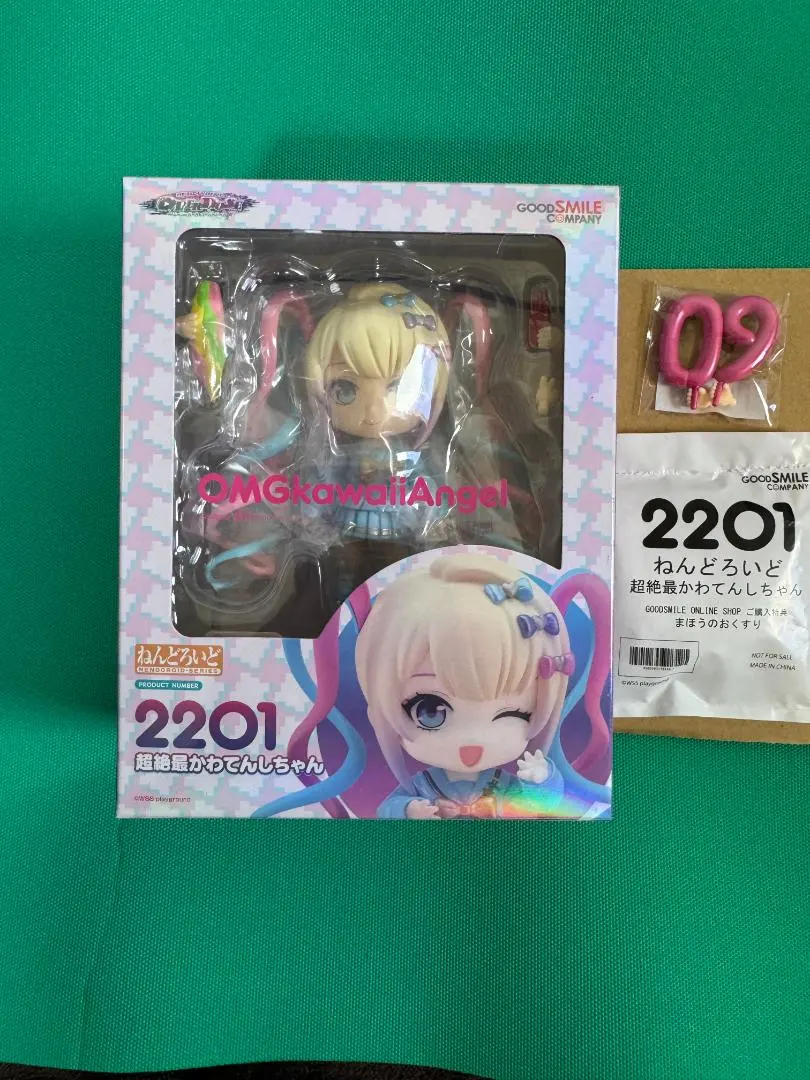 OVERDOSE
GOODSMILE
COMPANY
OMGkawaiiAngel
ねんどろいど
NENDOROID-SERIES
PRODUCT NUMBER
2201
超絶最かわてんしちゃん
©WSS playground
09
GOODSMILE
COMPANY
2201
ねんどろいど
超絶最かわてんしちゃん
GOODSMILE ONLINE SHOP ご購入特典
まほうのおくすり
NOT FOR SALE
MADE IN CHINA
©WSS playground